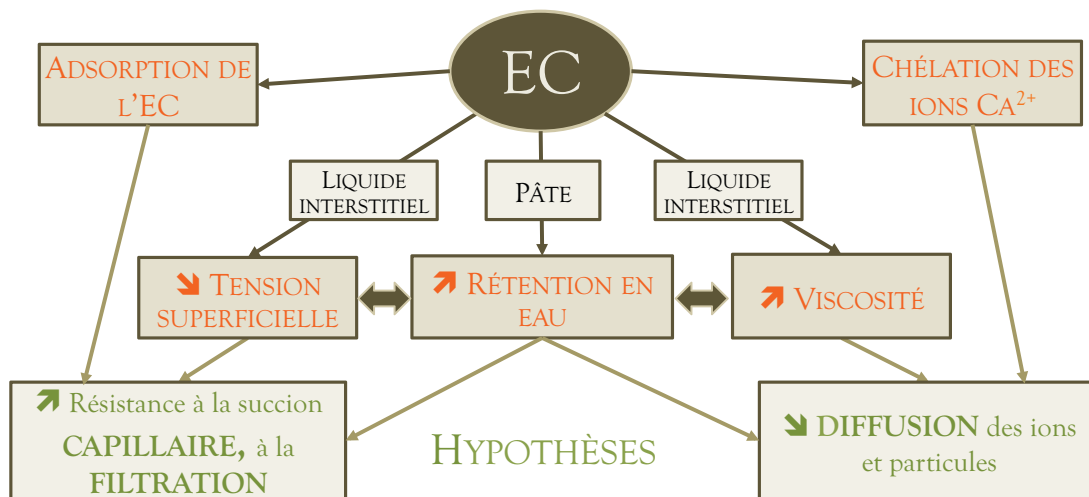 EC
ADSORPTION DE
L'EC
CHÉLATION DES
IONS CA²⁺
LIQUIDE
INTERSTITIEL
PÂTE
LIQUIDE
INTERSTITIEL
↘ TENSION
SUPERFICIELLE
↗ RÉTENTION EN
EAU
↗ VISCOSITÉ
↗ Résistance à la succion
CAPILLAIRE, à la
FILTRATION
HYPOTHÈSES
↘ DIFFUSION des ions
et particules